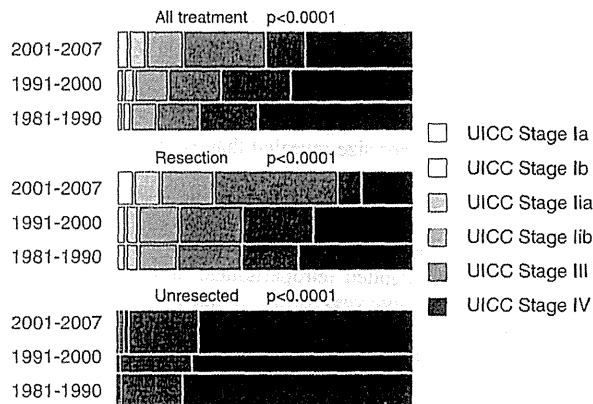 All treatment p<0.0001
2001-2007
1991-2000
1981-1990
Resection p<0.0001
2001-2007
1991-2000
1981-1990
Unresected p<0.0001
2001-2007
1991-2000
1981-1990
UICC Stage Ia
UICC Stage Ib
UICC Stage Iia
UICC Stage Iib
UICC Stage III
UICC Stage IV